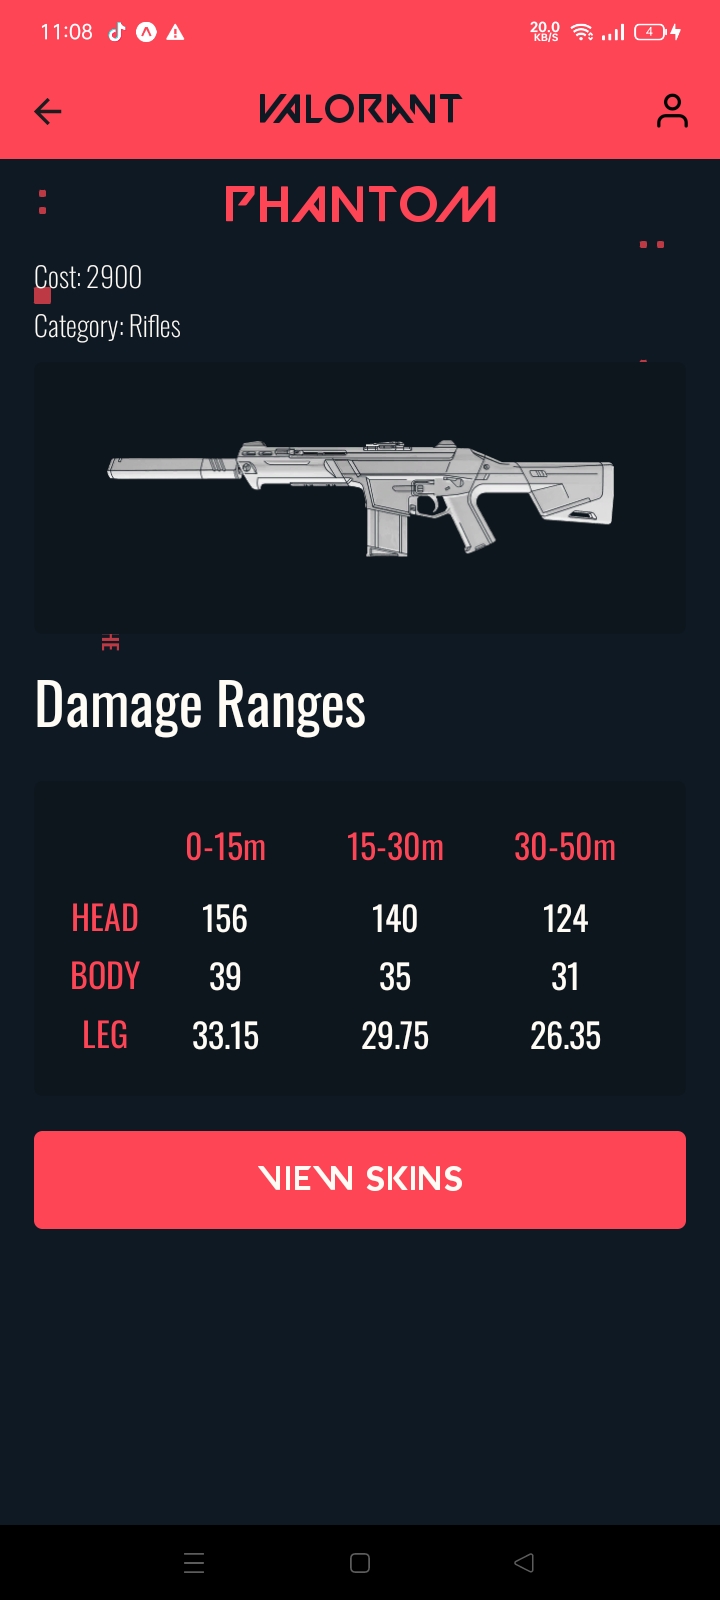 11:08 20.0 KB/S 4
VALORANT
PHANTOM
Cost: 2900
Category: Rifles
Damage Ranges
0-15m 15-30m 30-50m
HEAD 156 140 124
BODY 39 35 31
LEG 33.15 29.75 26.35
VIEW SKINS